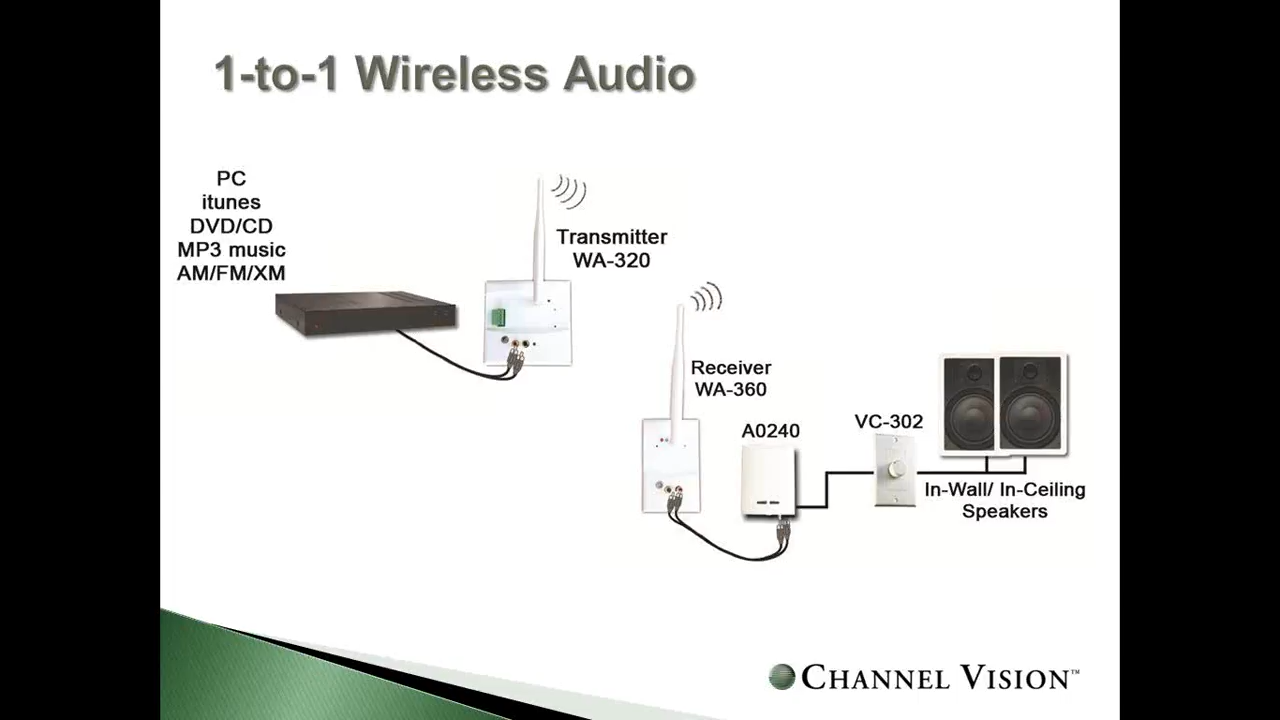 1-to-1 Wireless Audio
PC
itunes
DVD/CD
MP3 music
AM/FM/XM
Transmitter
WA-320
Receiver
WA-360
A0240
VC-302
In-Wall/ In-Ceiling
Speakers
CHANNEL VISION™